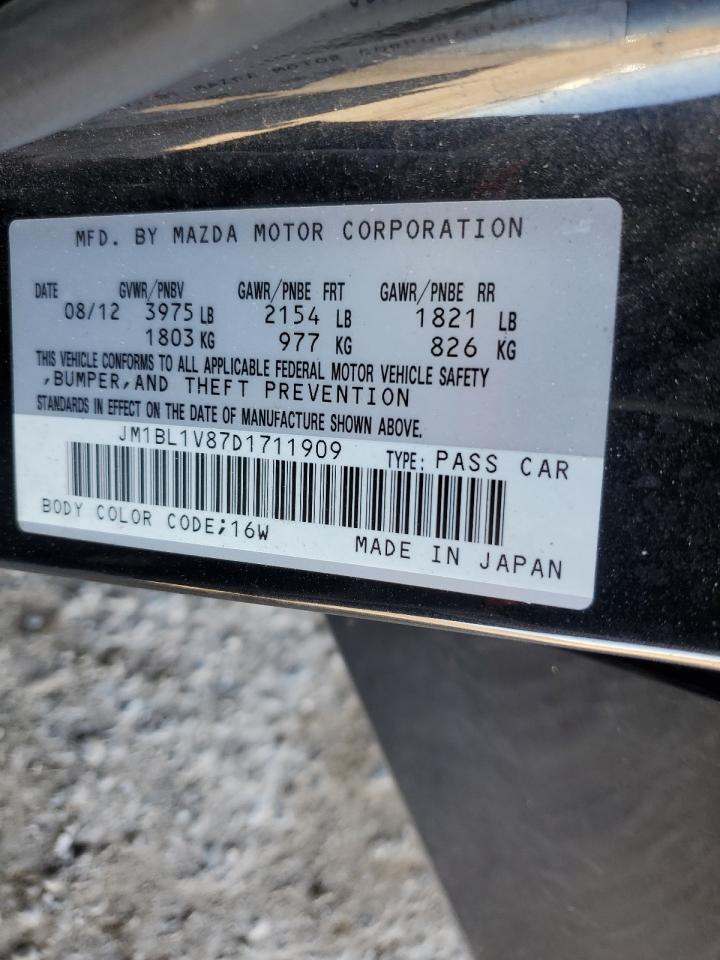 MAZDA MOTOR CORPORATION
MFD. BY MAZDA MOTOR CORPORATION
DATE GVWR/PNBV GAWR/PNBE FRT GAWR/PNBE RR
08/12 3975 LB 2154 LB 1821 LB
1803 KG 977 KG 826 KG
THIS VEHICLE CONFORMS TO ALL APPLICABLE FEDERAL MOTOR VEHICLE SAFETY
,BUMPER,AND THEFT PREVENTION
STANDARDS IN EFFECT ON THE DATE OF MANUFACTURE SHOWN ABOVE.
JM1BL1V87D1711909 TYPE: PASS CAR
BODY COLOR CODE;16W
MADE IN JAPAN